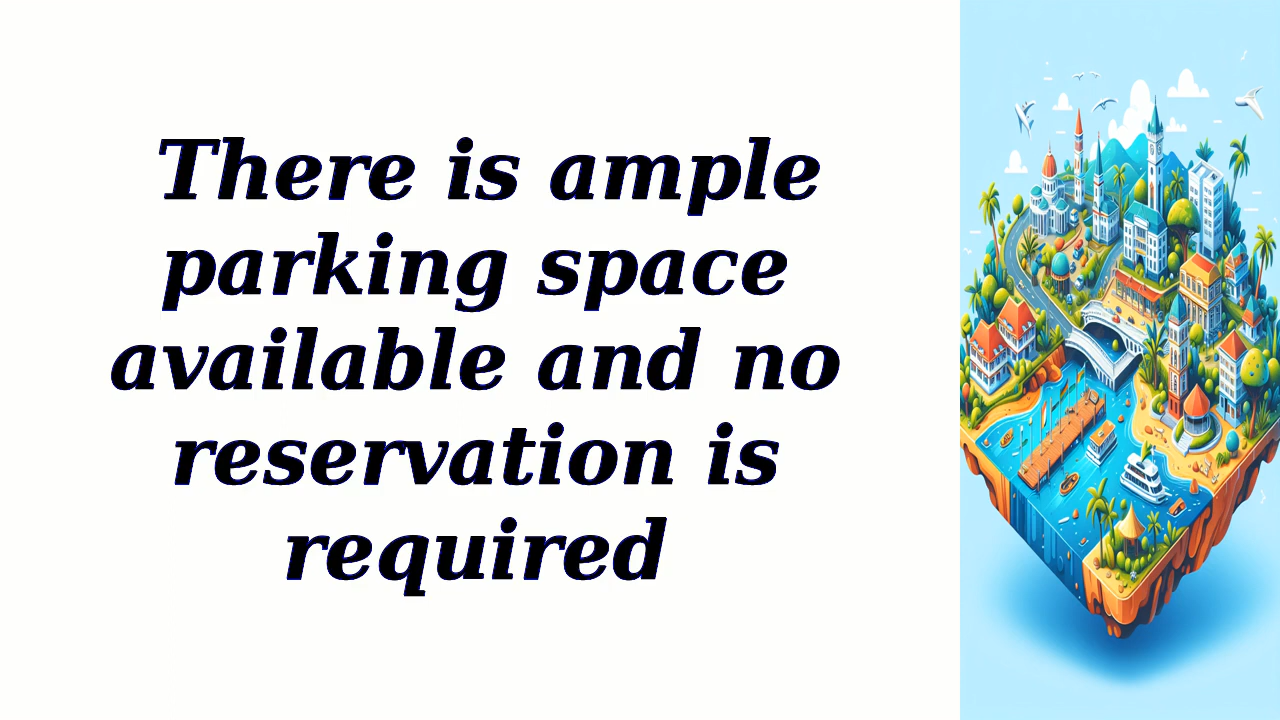 There is ample
parking space
available and no
reservation is
required